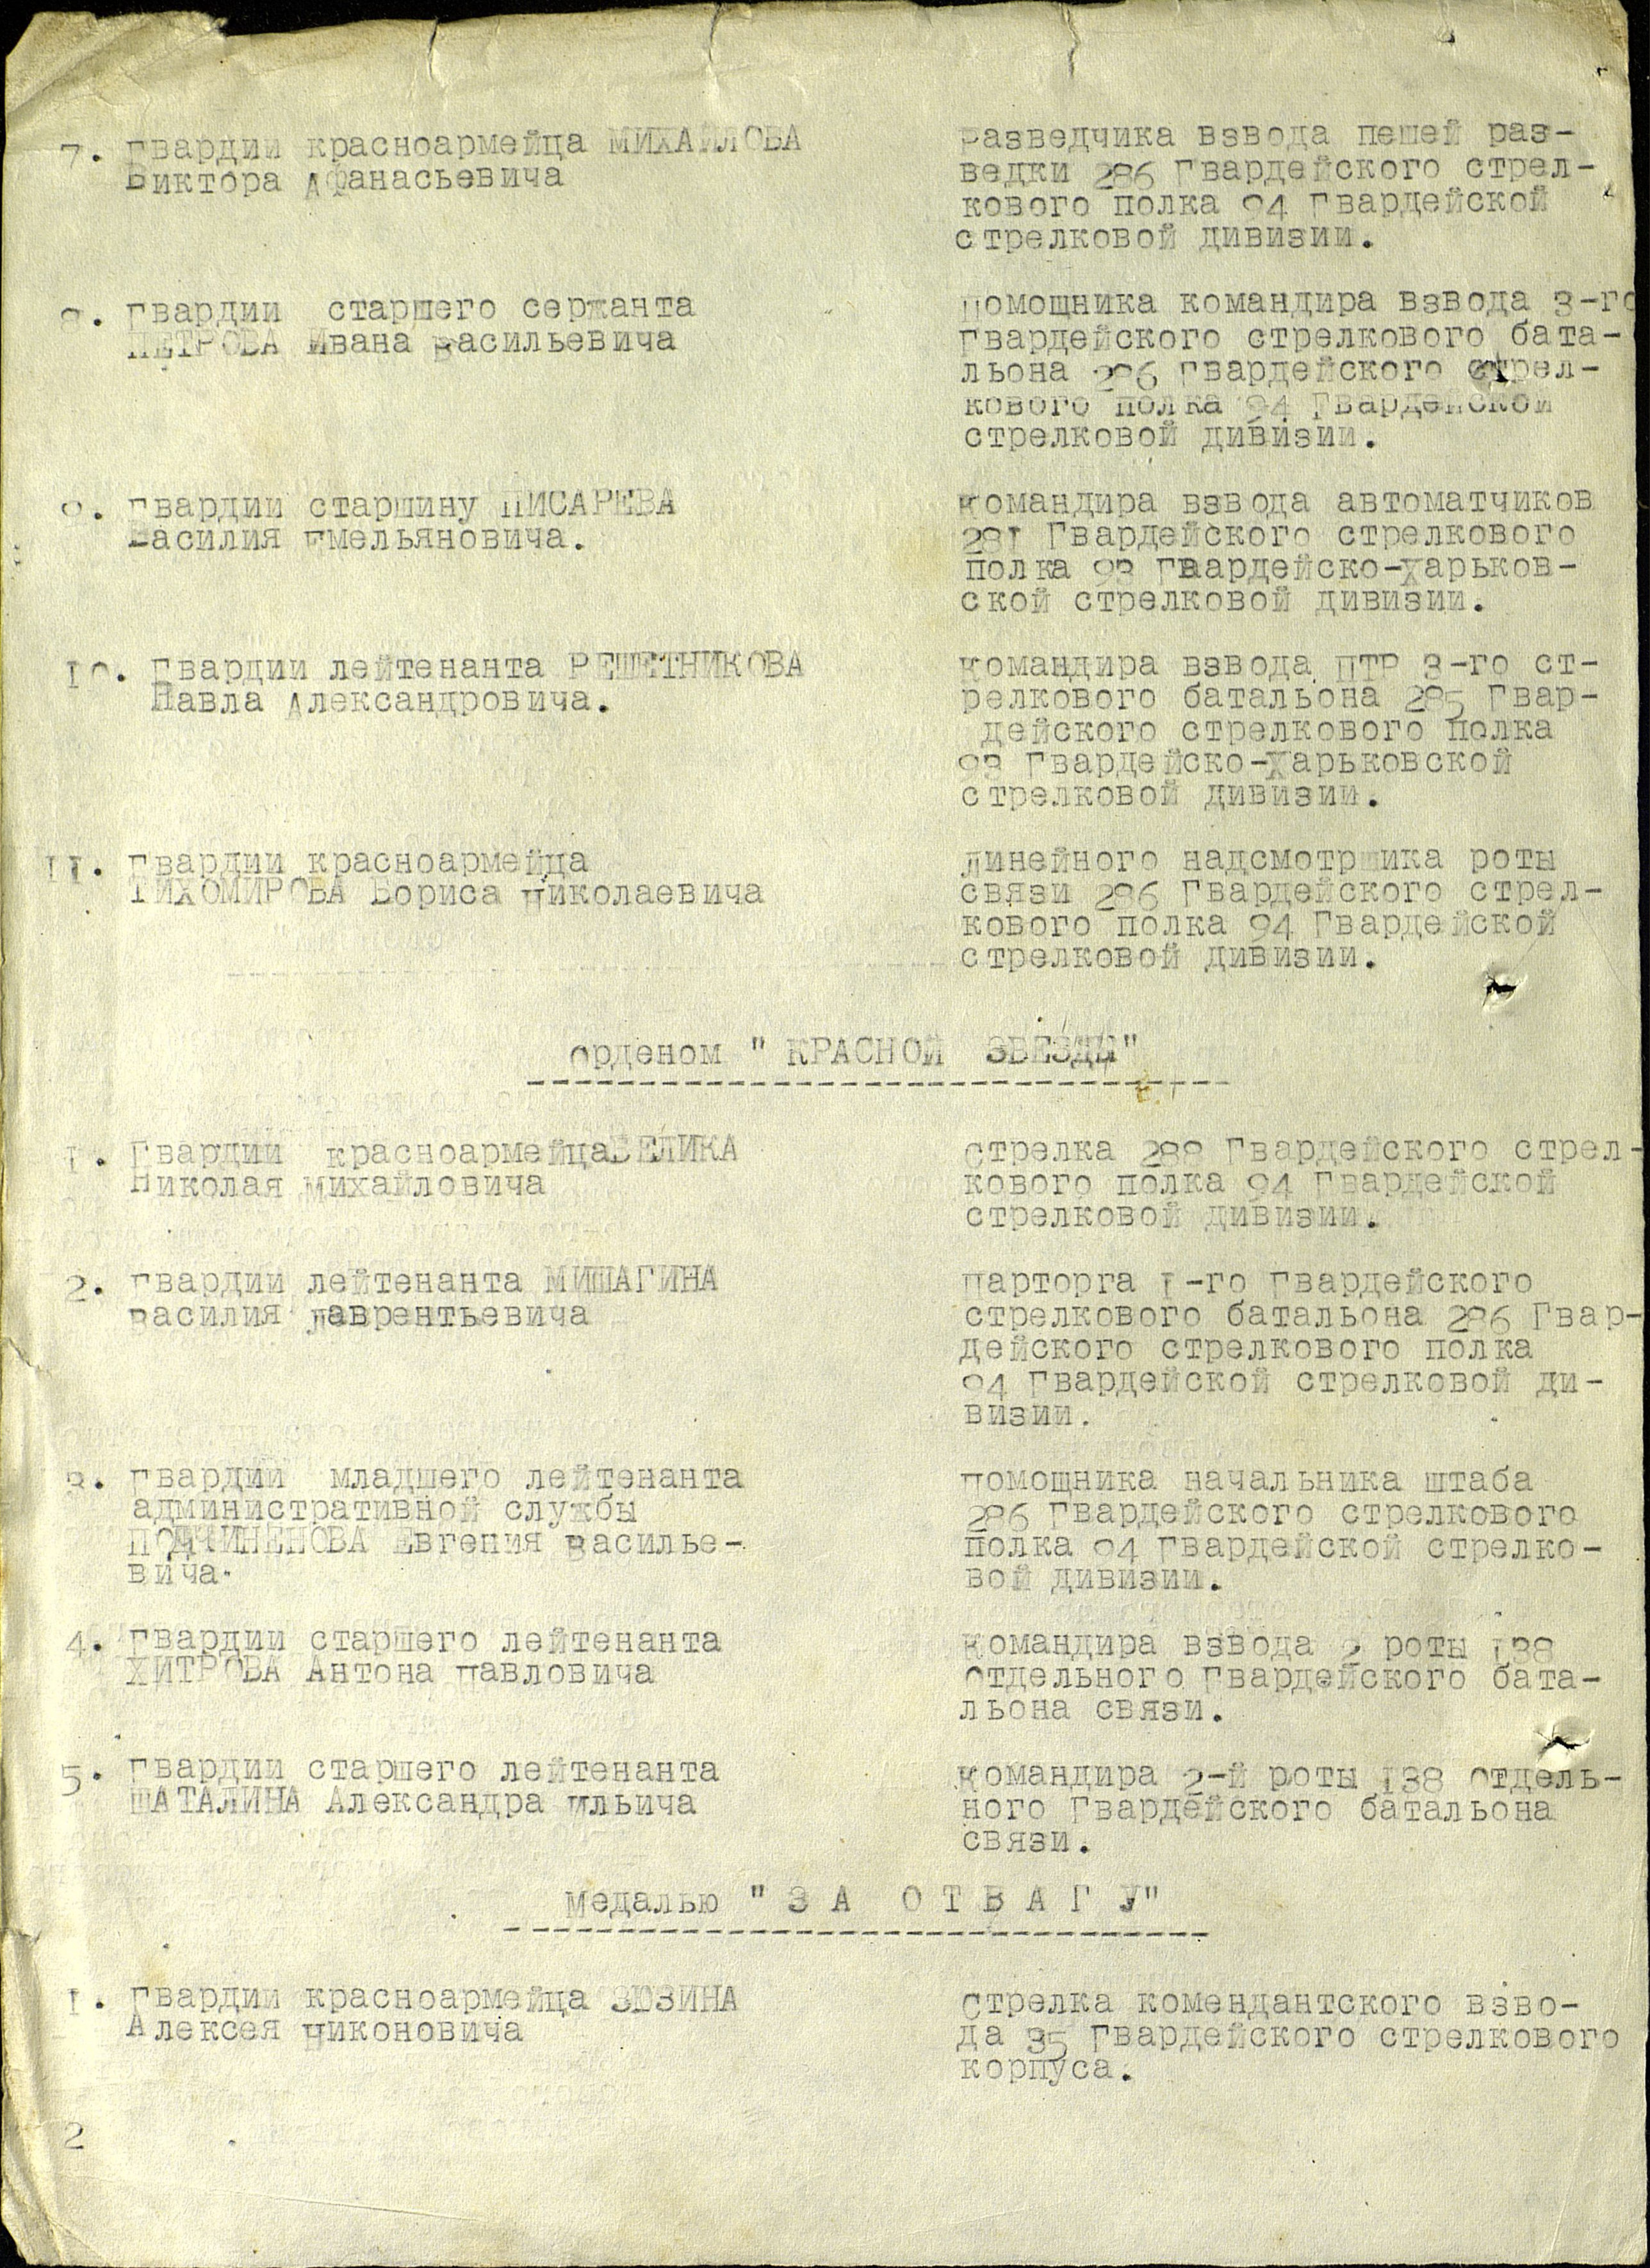 7. Гвардии красноармейца МИХАЙЛОВА
Виктора Афанасьевича
Разведчика взвода пешей раз-
ведки 286 Гвардейского стрел-
кового полка 94 Гвардейской
стрелковой дивизии.
8. Гвардии старшего сержанта
ПЕТРОВА Ивана Васильевича
Помощника командира взвода 3-го
Гвардейского стрелкового бата-
льона 286 Гвардейского стрел-
кового полка 94 Гвардейской
стрелковой дивизии.
9. Гвардии старшину ПИСАРЕВА
Василия Емельяновича.
Командира взвода автоматчиков
281 Гвардейского стрелкового
полка 93 Гвардейско-Харьков-
ской стрелковой дивизии.
10. Гвардии лейтенанта РЕШЕТНИКОВА
Павла Александровича.
Командира взвода ПТР 3-го ст-
релкового батальона 285 Гвар-
дейского стрелкового полка
93 Гвардейско-Харьковской
стрелковой дивизии.
II. Гвардии красноармейца
ТИХОМИРОВА Бориса Николаевича
Линейного надсмотрщика роты
связи 286 Гвардейского стрел-
кового полка 94 Гвардейской
стрелковой дивизии.
Орденом " КРАСНОЙ ЗВЕЗДЫ"
I. Гвардии красноармейцаБЕЛИКА
Николая Михайловича
Стрелка 288 Гвардейского стрел-
кового полка 94 Гвардейской
стрелковой дивизии.
2. Гвардии лейтенанта МИШАГИНА
Василия Лаврентьевича
Парторга I-го Гвардейского
стрелкового батальона 286 Гвар-
дейского стрелкового полка
94 Гвардейской стрелковой ди-
визии.
3. Гвардии младшего лейтенанта
административной службы
ПОДЧИНЕНОВА Евгения Василье-
вича.
Помощника начальника штаба
286 Гвардейского стрелкового
полка 94 Гвардейской стрелко-
вой дивизии.
4. Гвардии старшего лейтенанта
ХИТРОВА Антона Павловича
Командира взвода 2 роты I38
Отдельного Гвардейского бата-
льона связи.
5. Гвардии старшего лейтенанта
ШАТАЛИНА Александра Ильича
Командира 2-й роты I38 Отдель-
ного Гвардейского батальона
связи.
Медалью "З А О Т В А Г У"
I. Гвардии красноармейца ЗЮЗИНА
Алексея Никоновича
Стрелка комендантского взво-
да 35 Гвардейского стрелкового
корпуса.
2